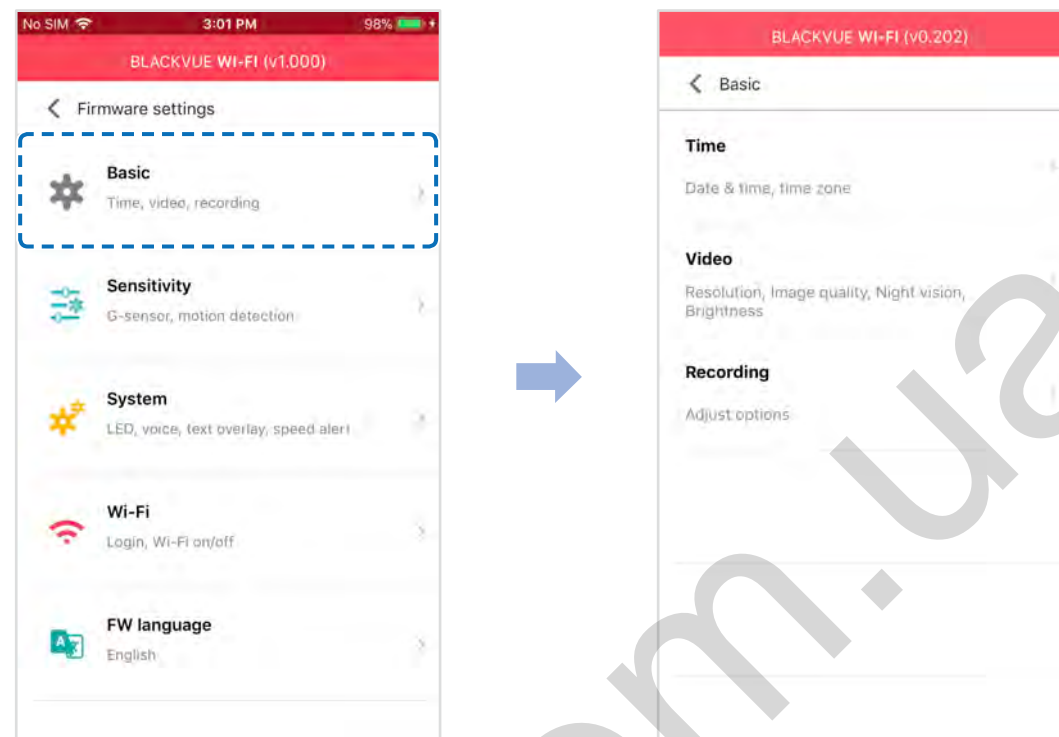 No SIM 3:01 PM 98%
BLACKVUE WI-FI (v1.000)
Firmware settings
Basic
Time, video, recording
Sensitivity
G-sensor, motion detection
System
LED, voice, text overlay, speed alert
Wi-Fi
Login, Wi-Fi on/off
FW language
English
BLACKVUE WI-FI (v0.202)
Basic
Time
Date & time, time zone
Video
Resolution, Image quality, Night vision,
Brightness
Recording
Adjust options
om.ua